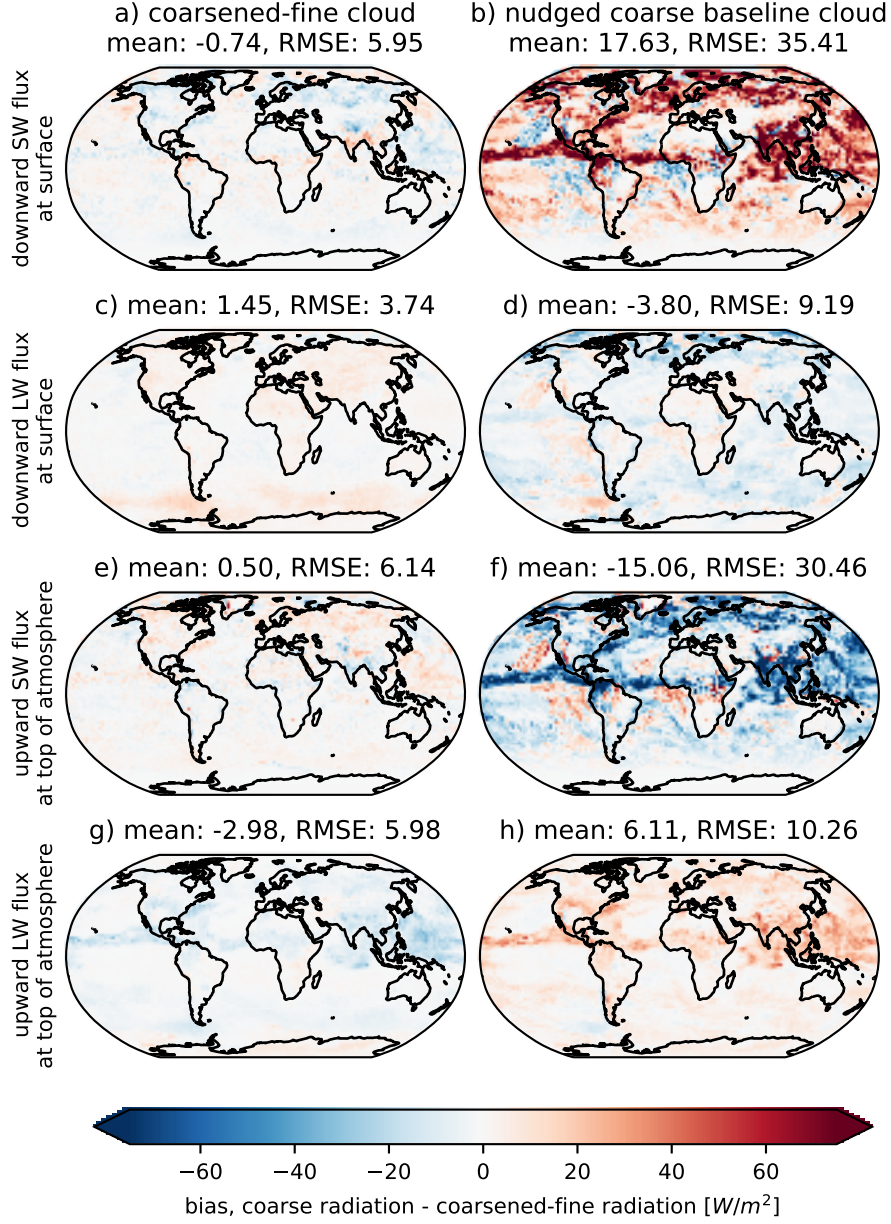 a) coarsened-fine cloud
mean: -0.74, RMSE: 5.95
b) nudged coarse baseline cloud
mean: 17.63, RMSE: 35.41
downward SW flux
at surface
c) mean: 1.45, RMSE: 3.74
d) mean: -3.80, RMSE: 9.19
downward LW flux
at surface
e) mean: 0.50, RMSE: 6.14
f) mean: -15.06, RMSE: 30.46
upward SW flux
at top of atmosphere
g) mean: -2.98, RMSE: 5.98
h) mean: 6.11, RMSE: 10.26
upward LW flux
at top of atmosphere
−60 −40 −20 0 20 40 60
bias, coarse radiation - coarsened-fine radiation [W/m²]